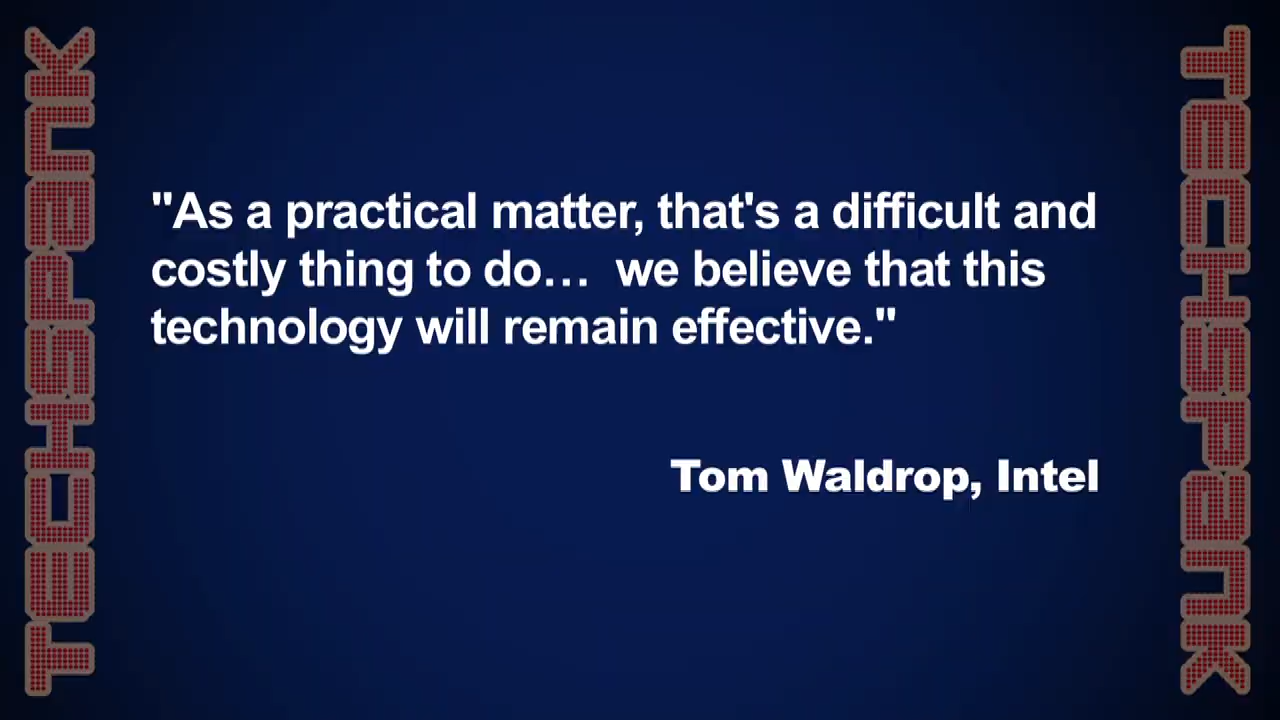 TECHSPANK
"As a practical matter, that's a difficult and
costly thing to do…  we believe that this
technology will remain effective."
Tom Waldrop, Intel
TECHSPANK